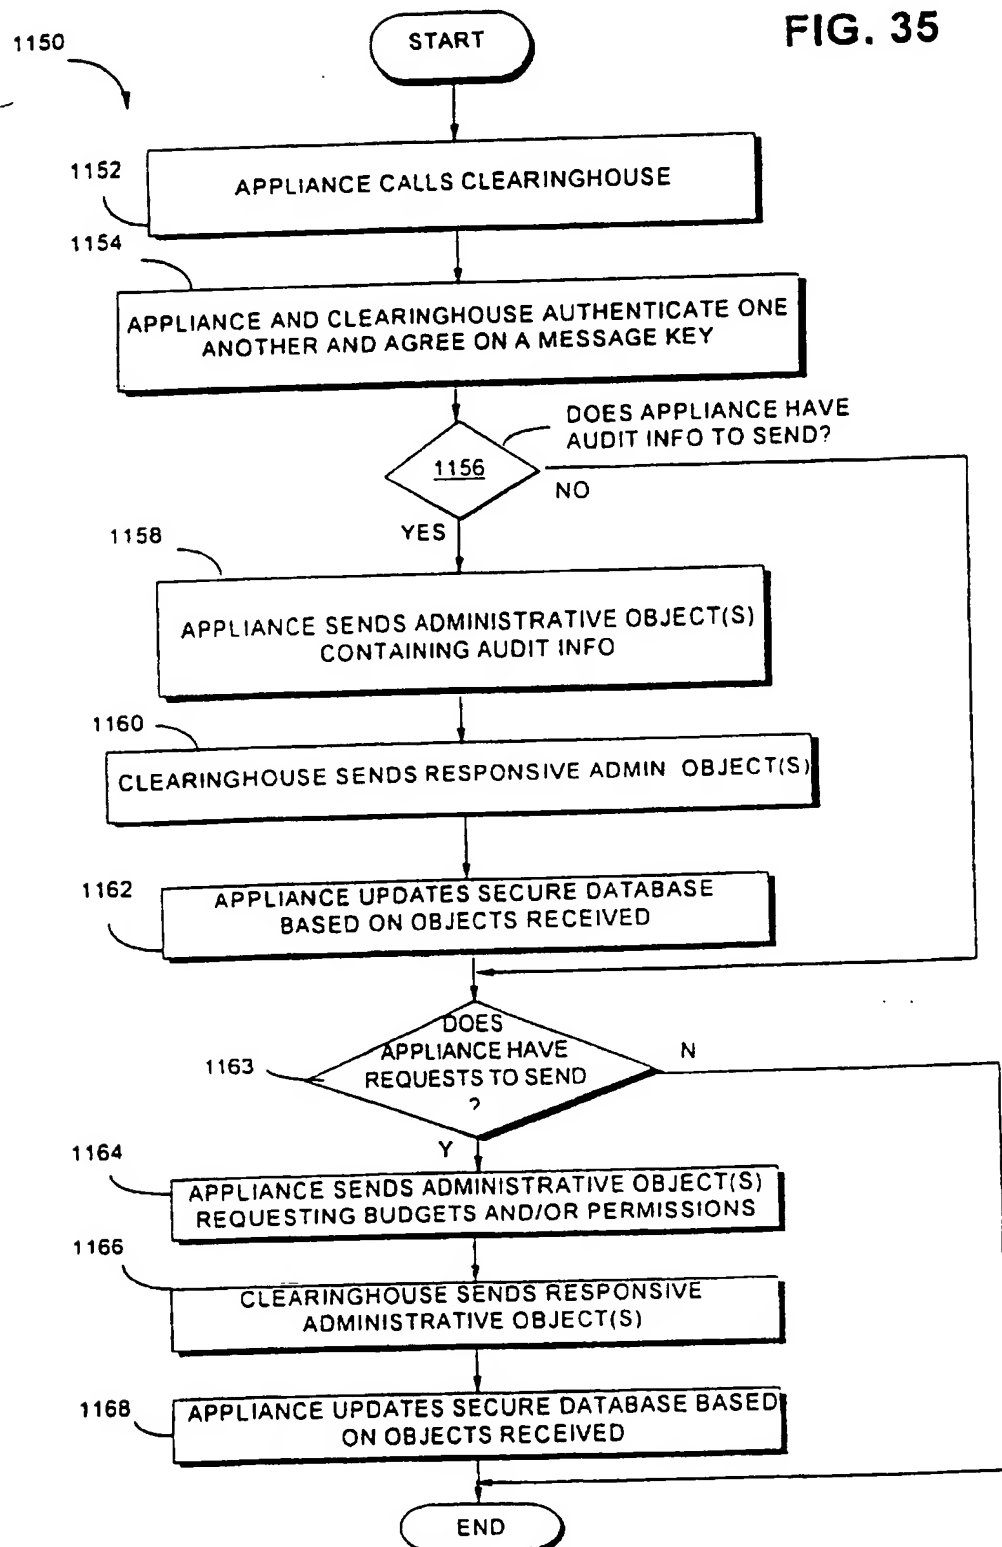 FIG. 35
1150
START
1152
APPLIANCE CALLS CLEARINGHOUSE
1154
APPLIANCE AND CLEARINGHOUSE AUTHENTICATE ONE
ANOTHER AND AGREE ON A MESSAGE KEY
DOES APPLIANCE HAVE
AUDIT INFO TO SEND?
1156
NO
YES
1158
APPLIANCE SENDS ADMINISTRATIVE OBJECT(S)
CONTAINING AUDIT INFO
1160
CLEARINGHOUSE SENDS RESPONSIVE ADMIN OBJECT(S)
1162
APPLIANCE UPDATES SECURE DATABASE
BASED ON OBJECTS RECEIVED
1163
DOES
APPLIANCE HAVE
REQUESTS TO SEND
?
N
Y
1164
APPLIANCE SENDS ADMINISTRATIVE OBJECT(S)
REQUESTING BUDGETS AND/OR PERMISSIONS
1166
CLEARINGHOUSE SENDS RESPONSIVE
ADMINISTRATIVE OBJECT(S)
1168
APPLIANCE UPDATES SECURE DATABASE BASED
ON OBJECTS RECEIVED
END